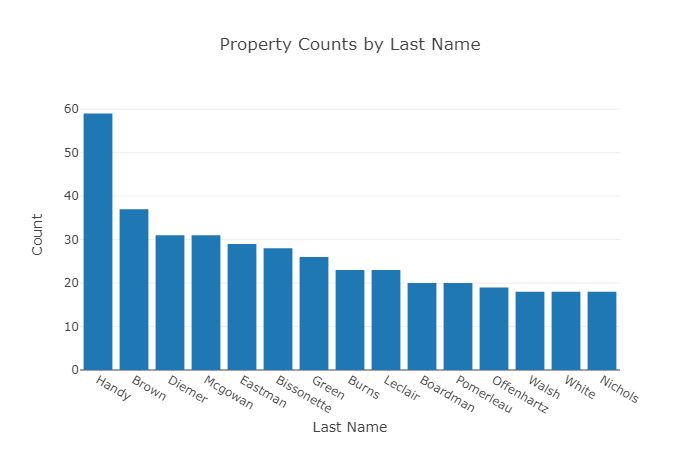 Property Counts by Last Name
60
50
40
30
20
10
0
Count
Handy
Brown
Diemer
Mcgowan
Eastman
Bissonette
Green
Burns
Leclair
Boardman
Pomerleau
Offenhartz
Walsh
White
Nichols
Last Name